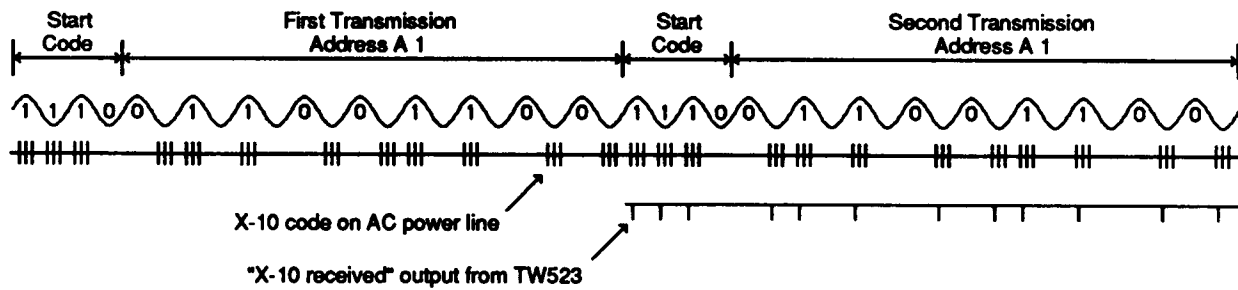 Start
Code
First Transmission
Address A 1
Start
Code
Second Transmission
Address A 1
1 1 1 0 0 1 1 0 0 1 1 0 0 1 1 1 0 0 1 1 0 0 1 1 0 0
X-10 code on AC power line
"X-10 received" output from TW523